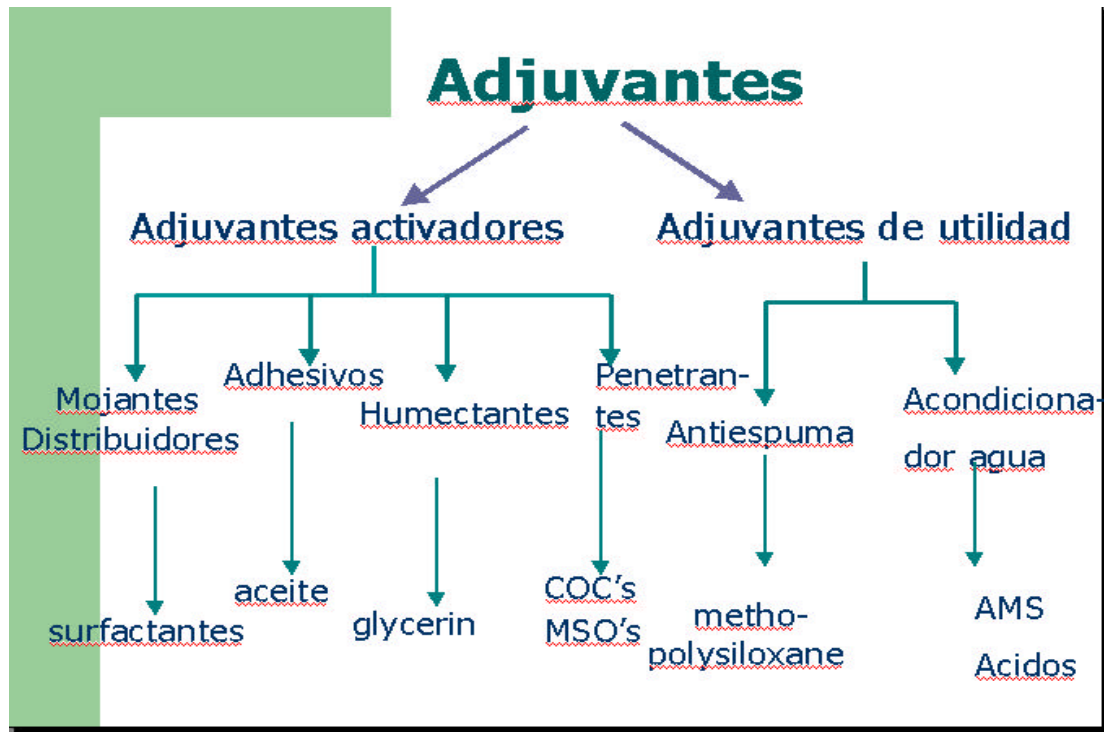 Adjuvantes
Adjuvantes activadores
Adjuvantes de utilidad
Mojantes
Distribuidores
Adhesivos
Humectantes
Penetran-
tes
Antiespuma
Acondiciona-
dor agua
surfactantes
aceite
glycerin
COC's
MSO's
metho-
polysiloxane
AMS
Acidos